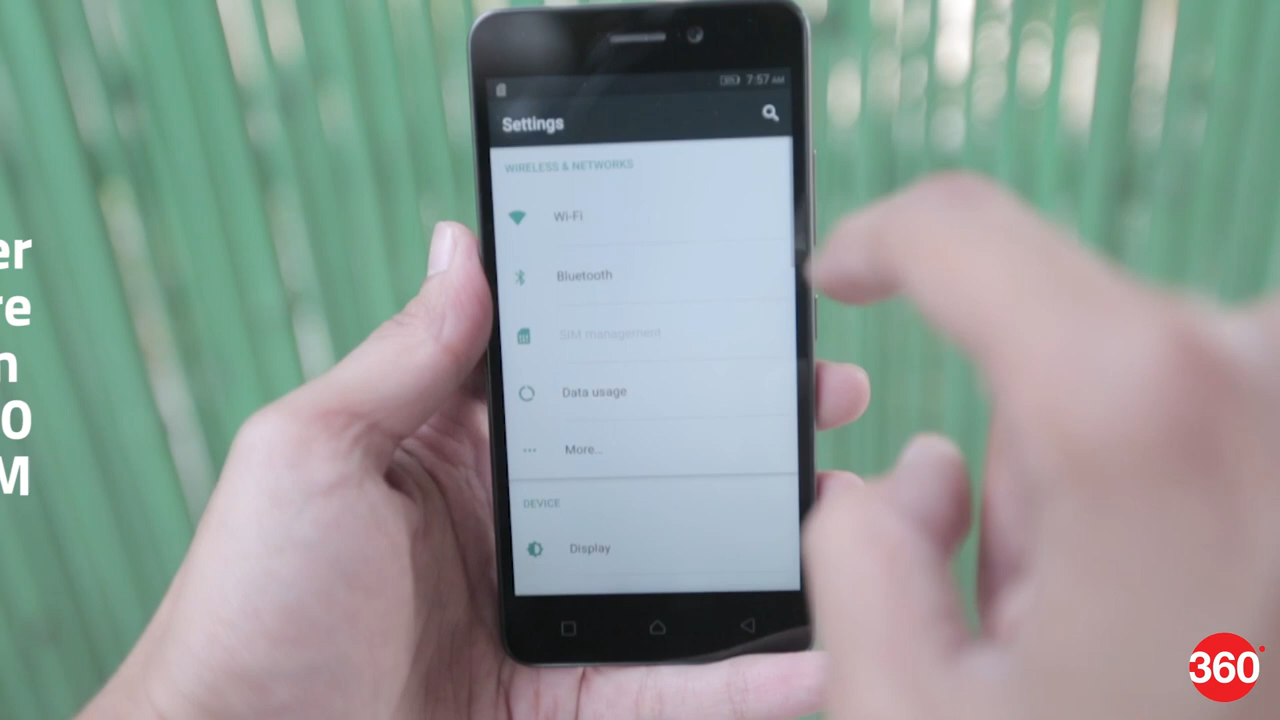 er
re
n
0
M
7:57 AM
Settings
WIRELESS & NETWORKS
Wi-Fi
Bluetooth
SIM management
Data usage
More...
DEVICE
Display
360